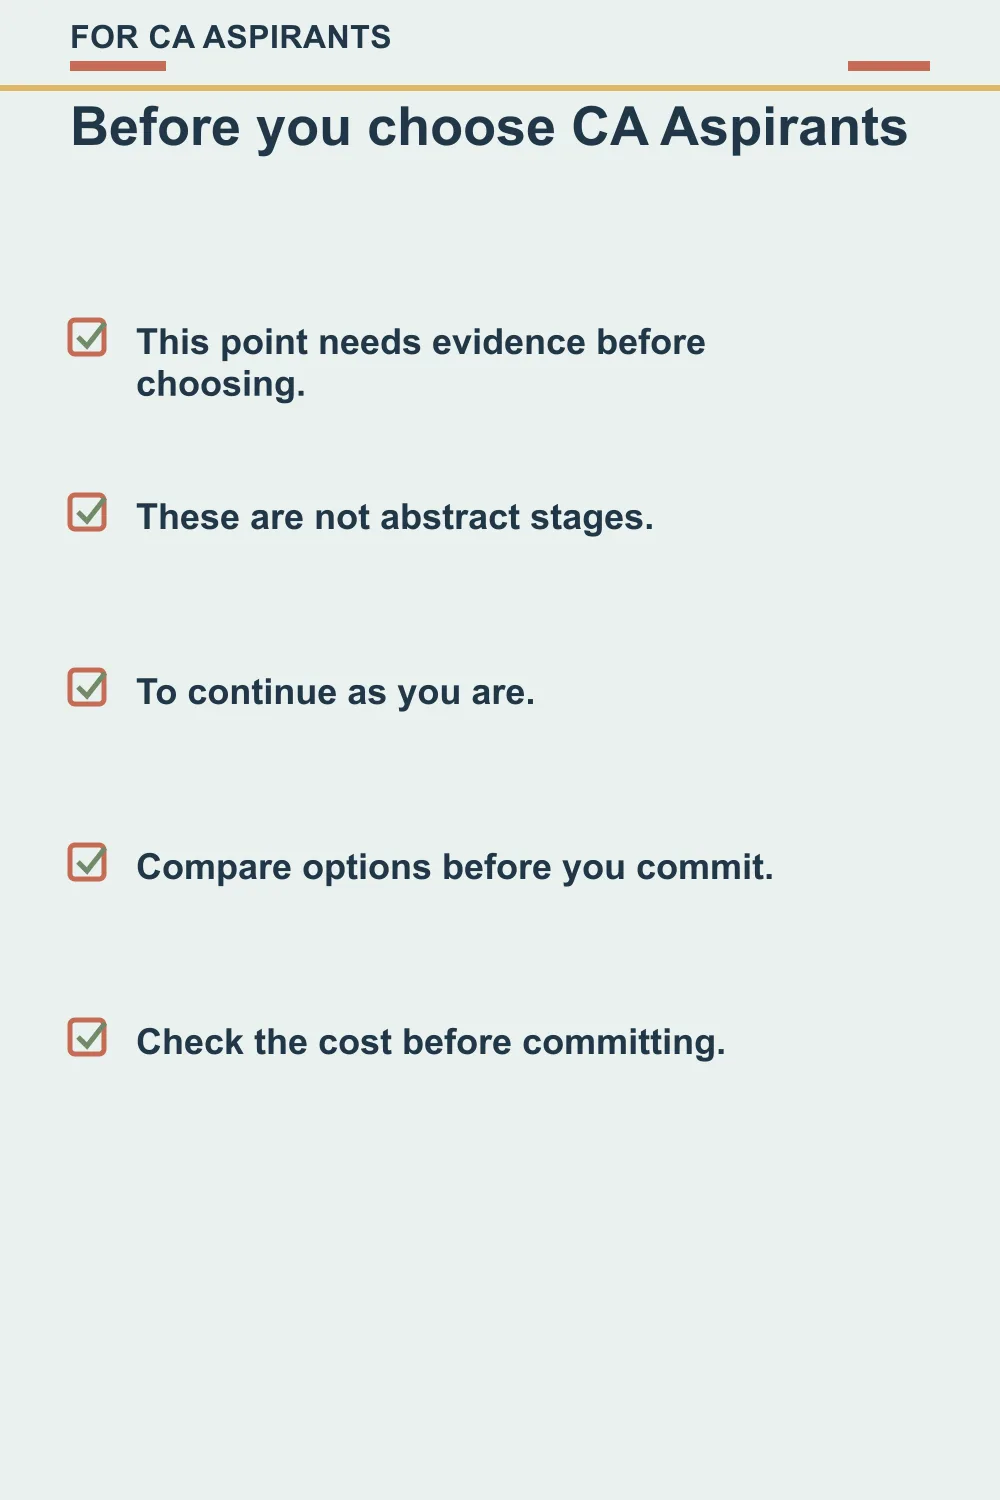 FOR CA ASPIRANTS
Before you choose CA Aspirants
This point needs evidence before
choosing.
These are not abstract stages.
To continue as you are.
Compare options before you commit.
Check the cost before committing.